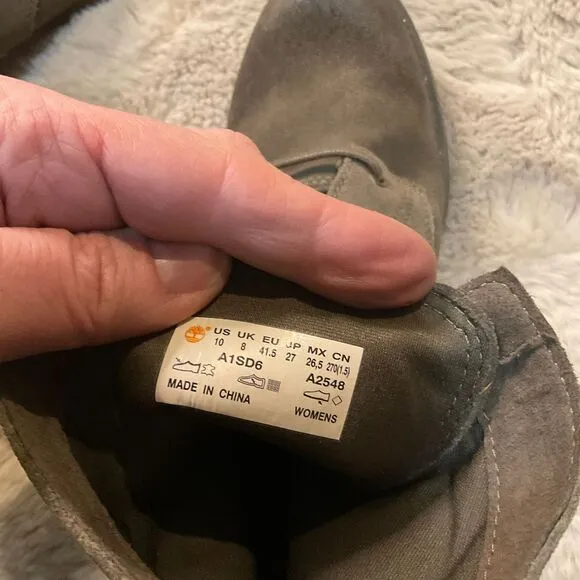 US UK EU JP MX CN
10 8 41.5 27 26,5 270(1.5)
A1SD6 A2548
MADE IN CHINA WOMENS